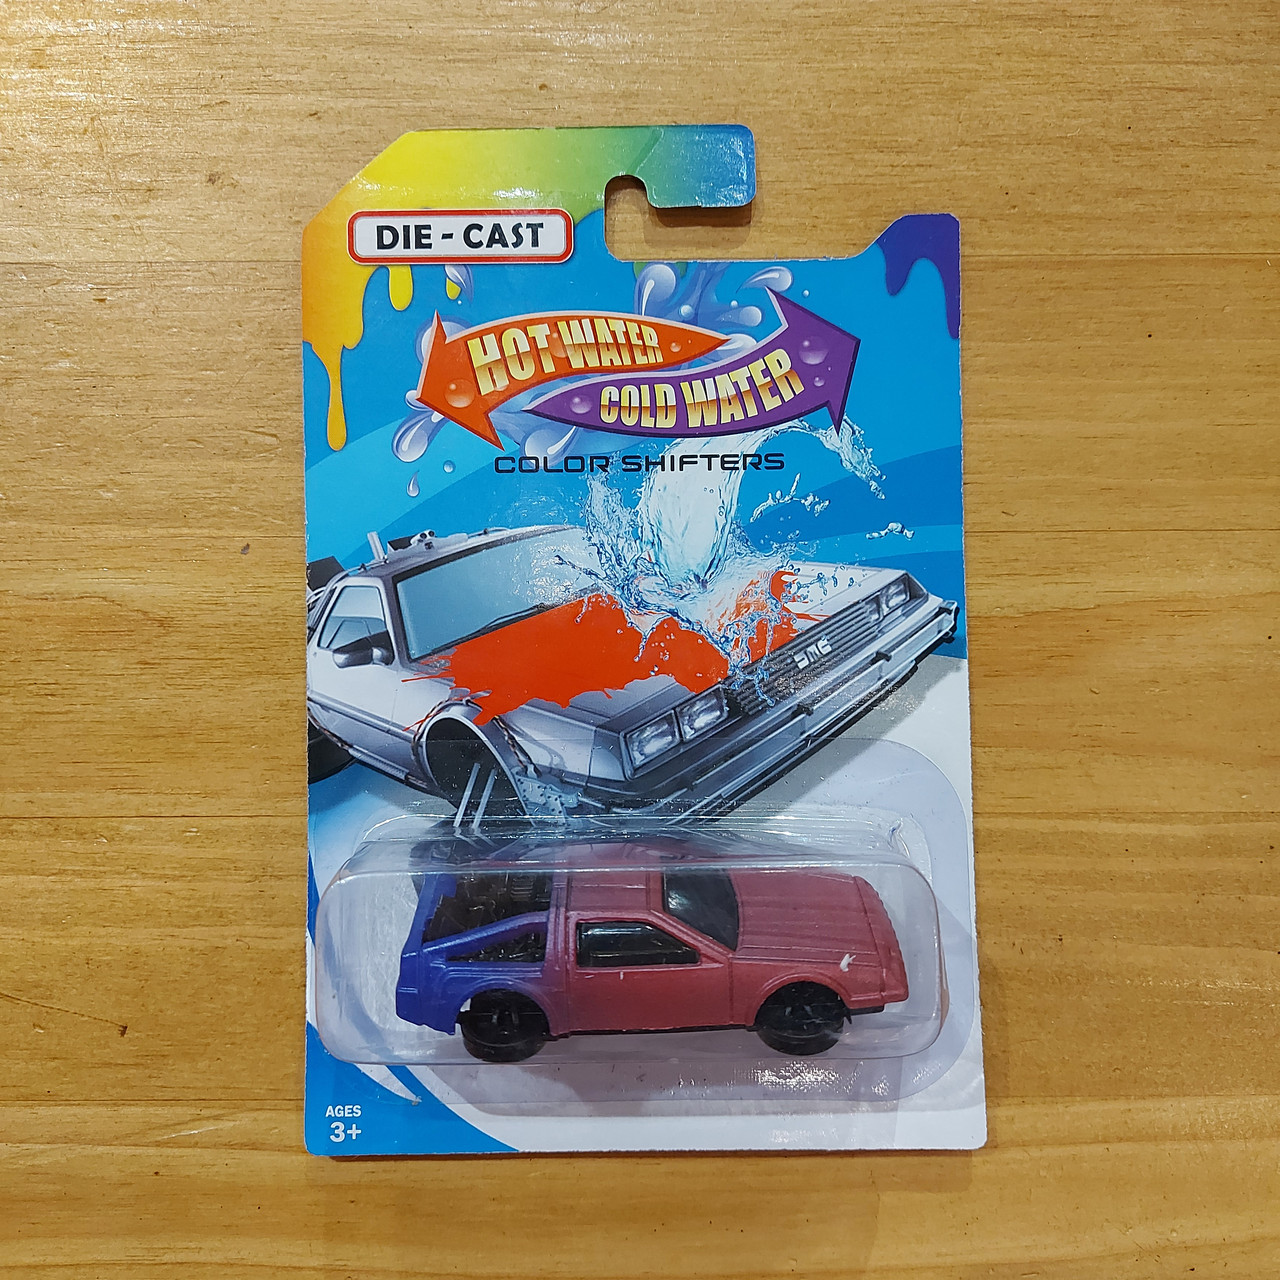 DIE - CAST
HOT WATER
COLD WATER
COLOR SHIFTERS
DMC
AGES
3+